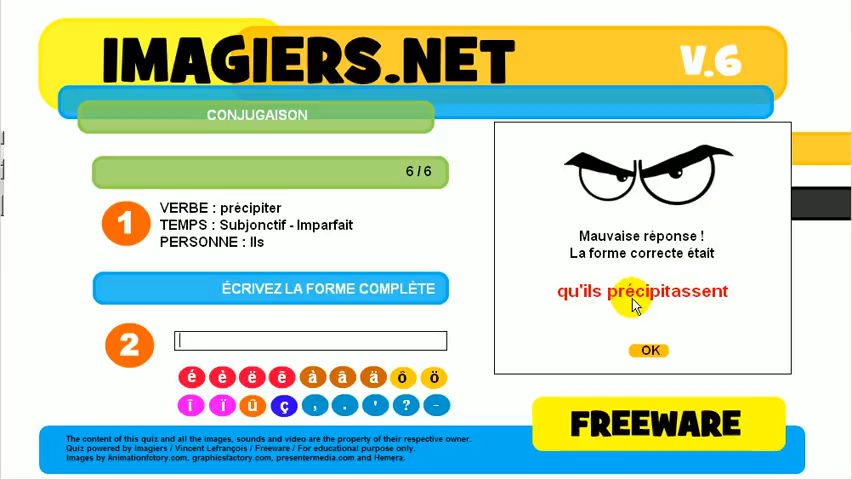 IMAGIERS.NET
V.6
CONJUGAISON
6 / 6
1
VERBE : précipiter
TEMPS : Subjonctif - Imparfait
PERSONNE : Ils
ÉCRIVEZ LA FORME COMPLÈTE
2
é è ë ê à â ä ô ö
î ï û ç , . ' ? -
Mauvaise réponse !
La forme correcte était
qu'ils précipitassent
OK
FREEWARE
The content of this quiz and all the images, sounds and video are the property of their respective owner.
Quiz powered by Imagiers / Vincent Lefrançois / Freeware / For educational purpose only.
Images by Animationfctory.com, graphicsfactory.com, presentermedia.com and Hemera.